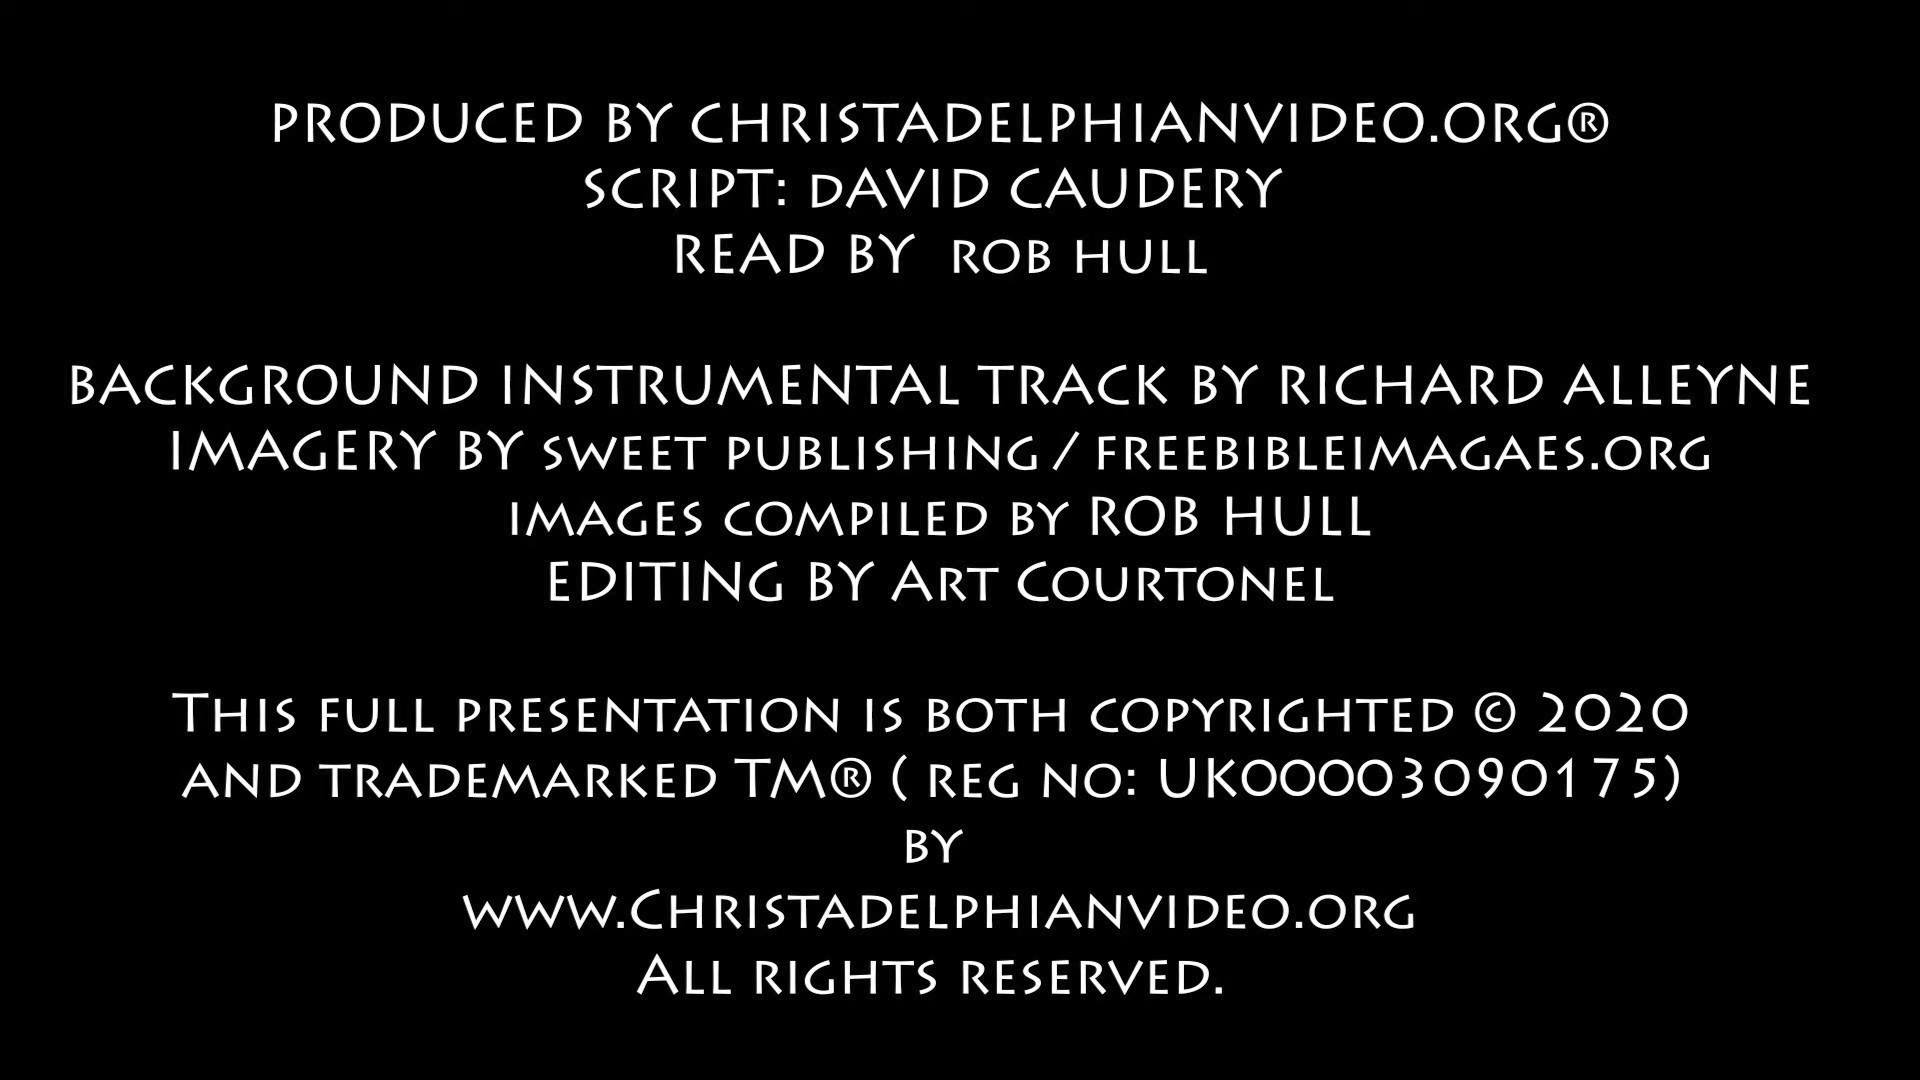 PRODUCED BY CHRISTADELPHIANVIDEO.ORG®
SCRIPT: dAVID CAUDERY
READ BY rob hull
BACKGROUND INSTRUMENTAL TRACK BY RICHARD ALLEYNE
IMAGERY BY sweet publishing / freebibleimagaes.org
images compiled by ROB HULL
EDITING BY Art Courtonel
This full presentation is both copyrighted © 2020
and trademarked TM® ( reg no: UK00003090175)
by
www.Christadelphianvideo.org
All rights reserved.